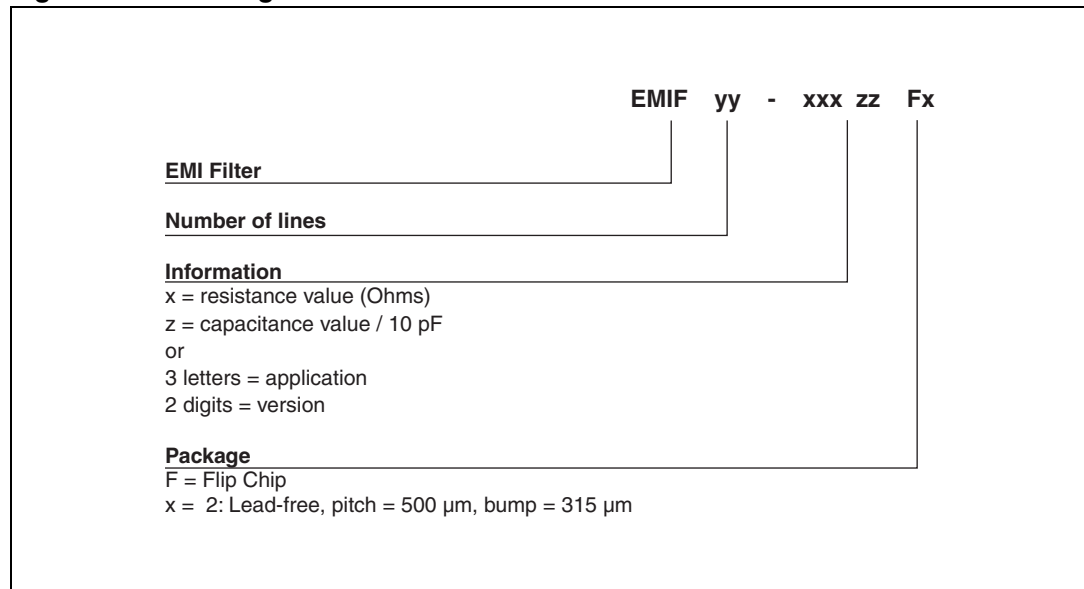 EMIF yy - xxx zz Fx
EMI Filter
Number of lines
Information
x = resistance value (Ohms)
z = capacitance value / 10 pF
or
3 letters = application
2 digits = version
Package
F = Flip Chip
x = 2: Lead-free, pitch = 500 µm, bump = 315 µm